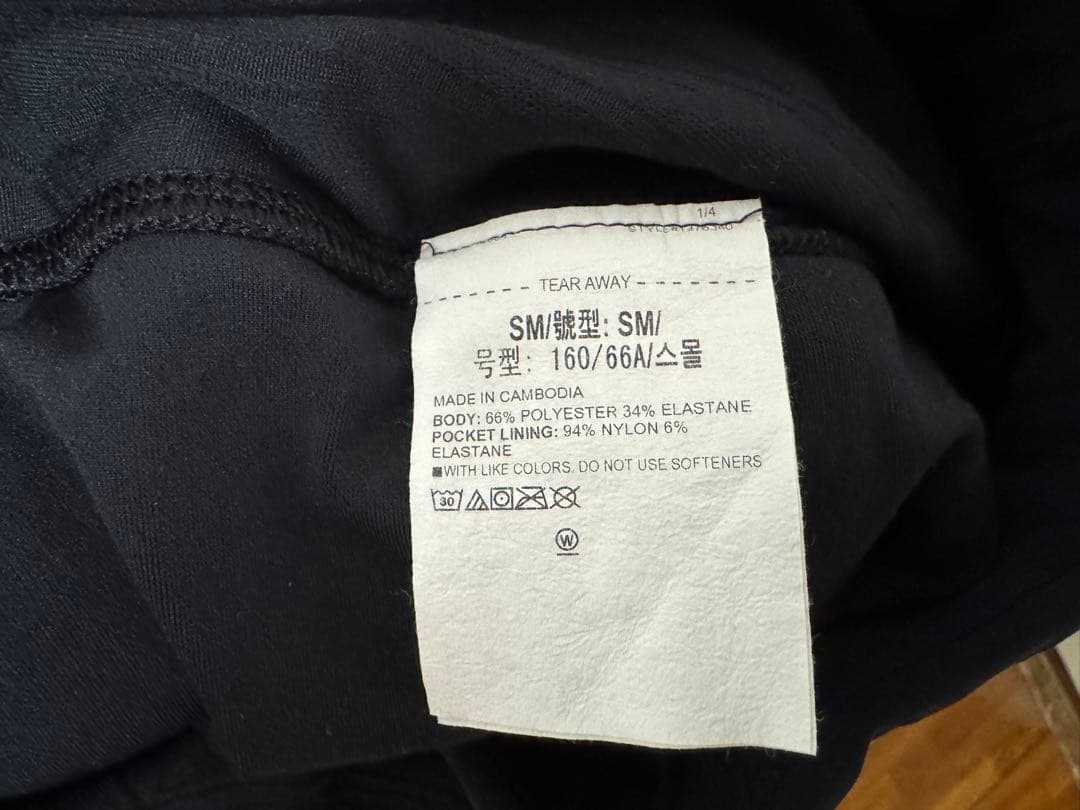 1/4
TEAR AWAY
SM/號型: SM/
号型: 160/66A/스몰
MADE IN CAMBODIA
BODY: 66% POLYESTER 34% ELASTANE
POCKET LINING: 94% NYLON 6%
ELASTANE
WITH LIKE COLORS. DO NOT USE SOFTENERS
30
W